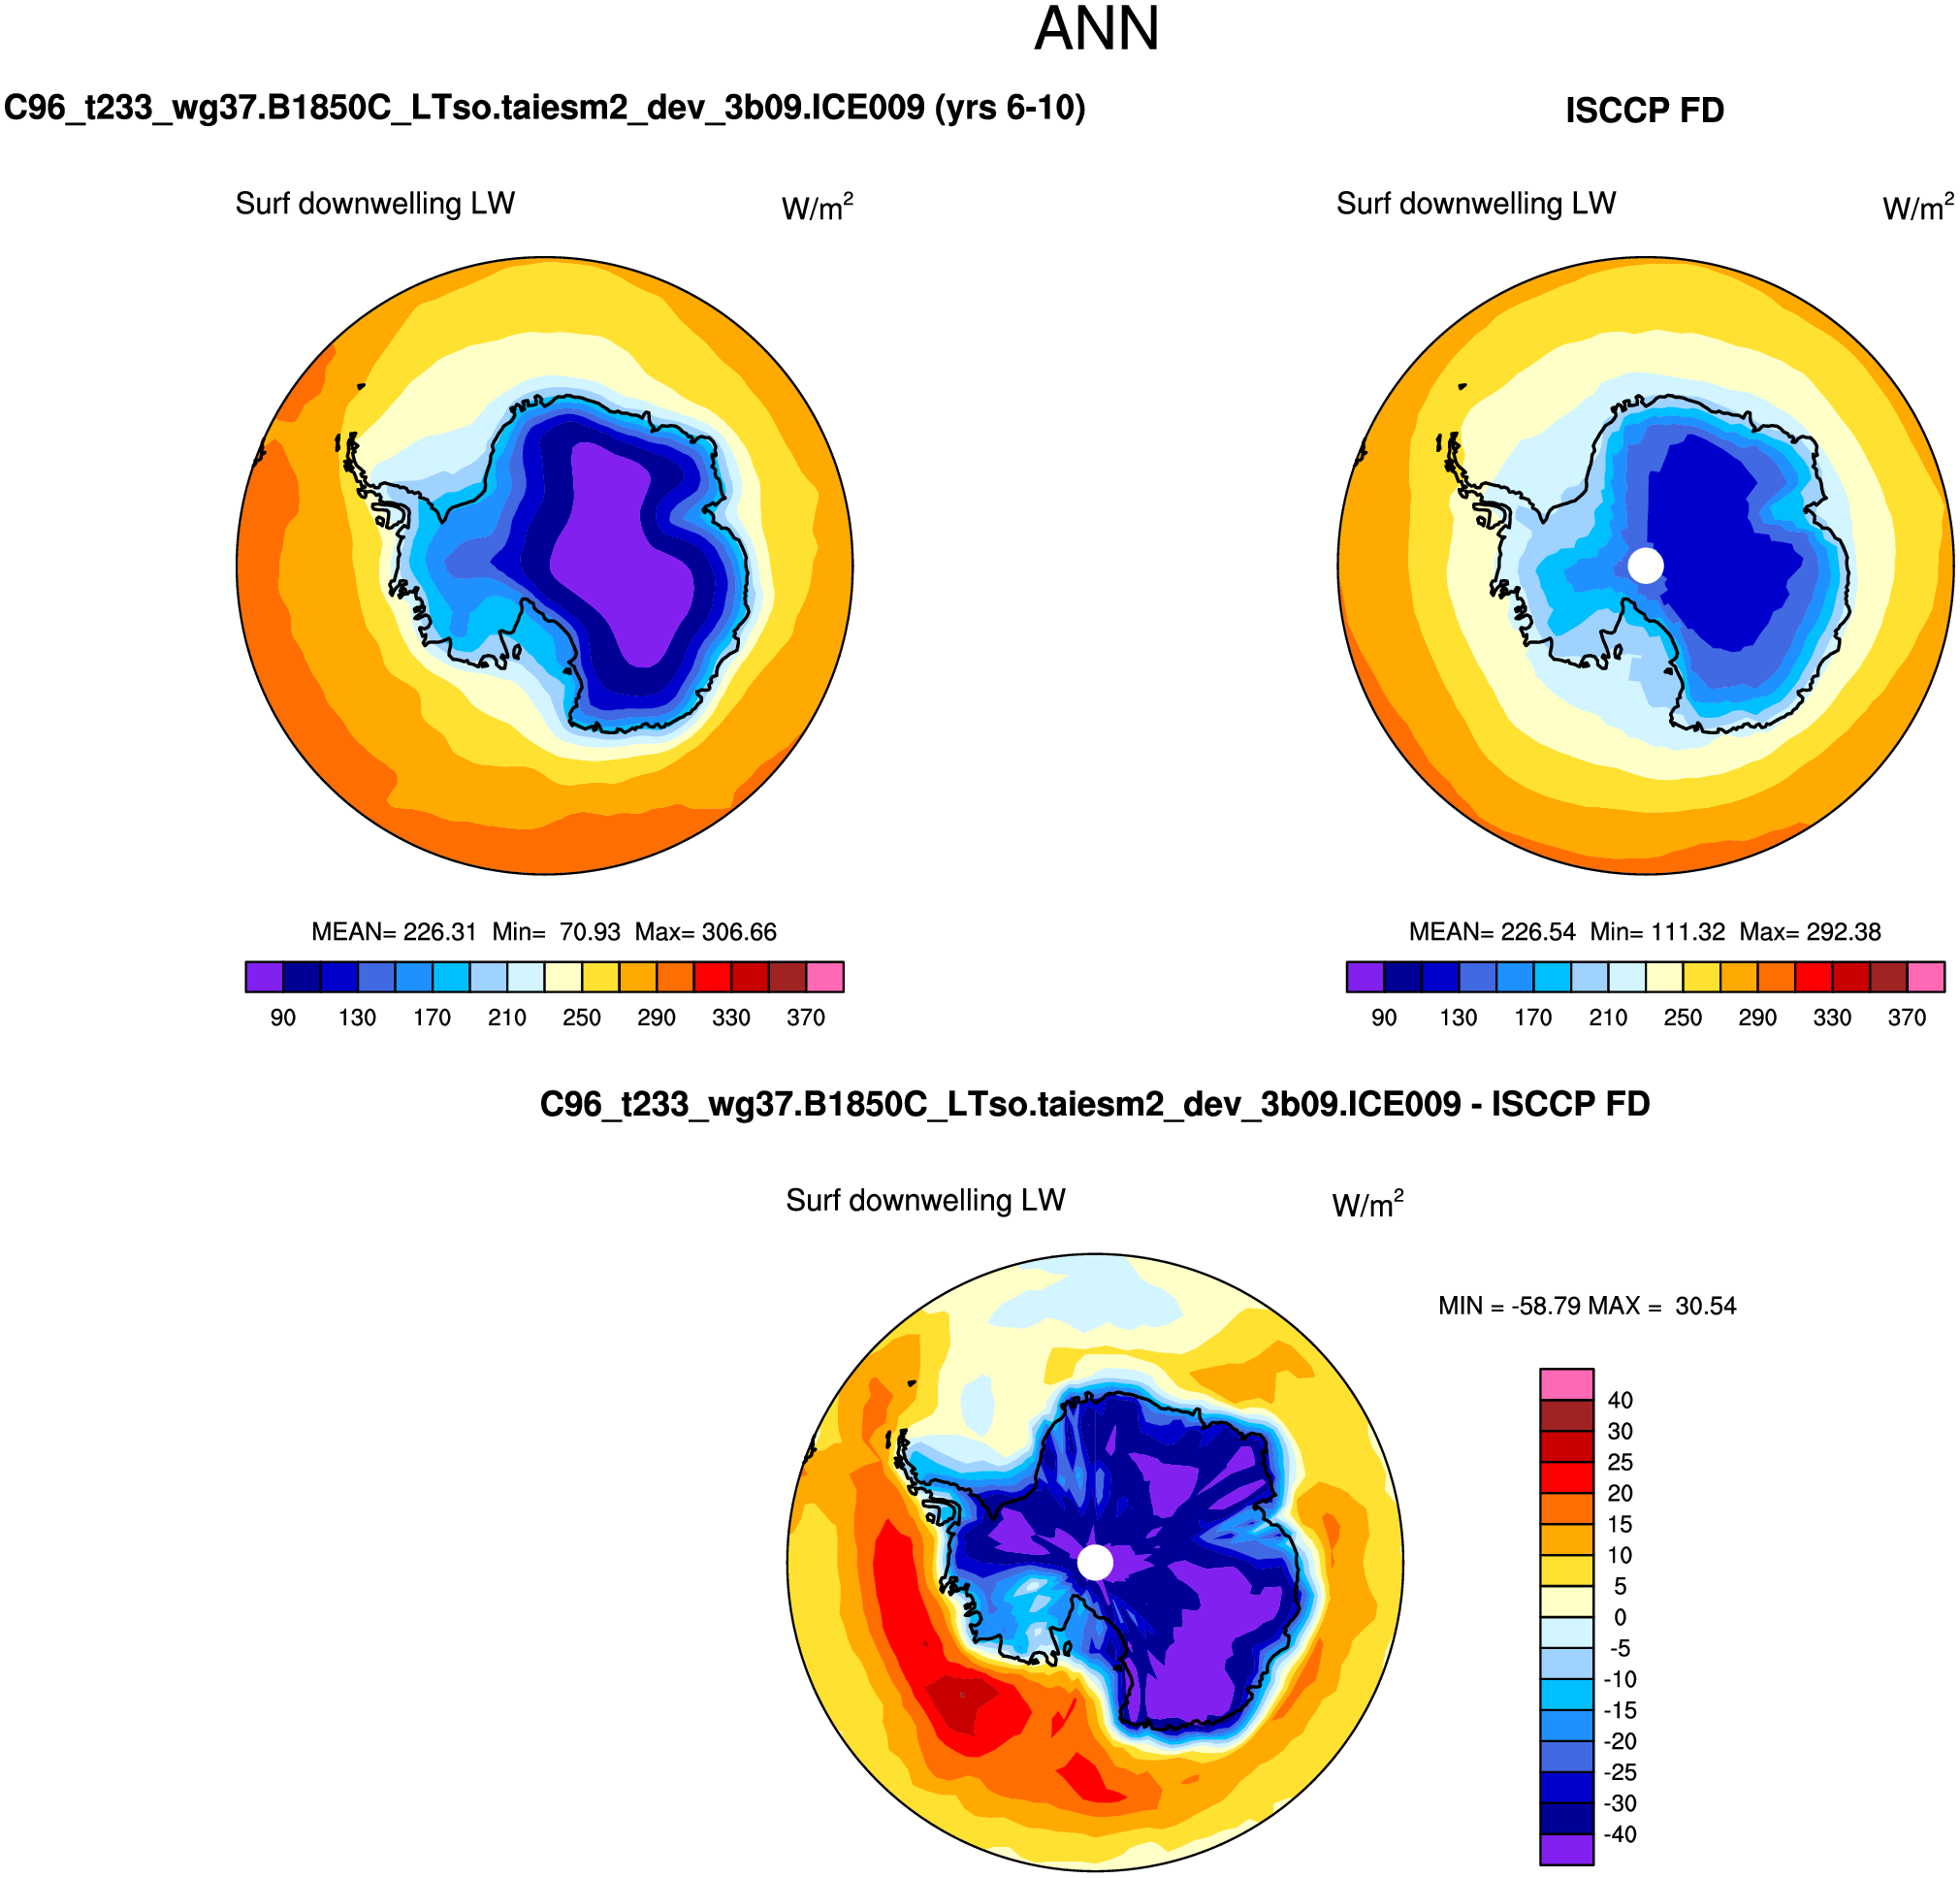 ANN
C96_t233_wg37.B1850C_LTso.taiesm2_dev_3b09.ICE009 (yrs 6-10)
ISCCP FD
Surf downwelling LW W/m2
Surf downwelling LW W/m2
MEAN= 226.31 Min= 70.93 Max= 306.66
MEAN= 226.54 Min= 111.32 Max= 292.38
90 130 170 210 250 290 330 370
90 130 170 210 250 290 330 370
C96_t233_wg37.B1850C_LTso.taiesm2_dev_3b09.ICE009 - ISCCP FD
Surf downwelling LW W/m2
MIN = -58.79 MAX = 30.54
40
30
25
20
15
10
5
0
-5
-10
-15
-20
-25
-30
-40